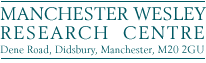 MANCHESTER WESLEY
RESEARCH CENTRE
Dene Road, Didsbury, Manchester, M20 2GU